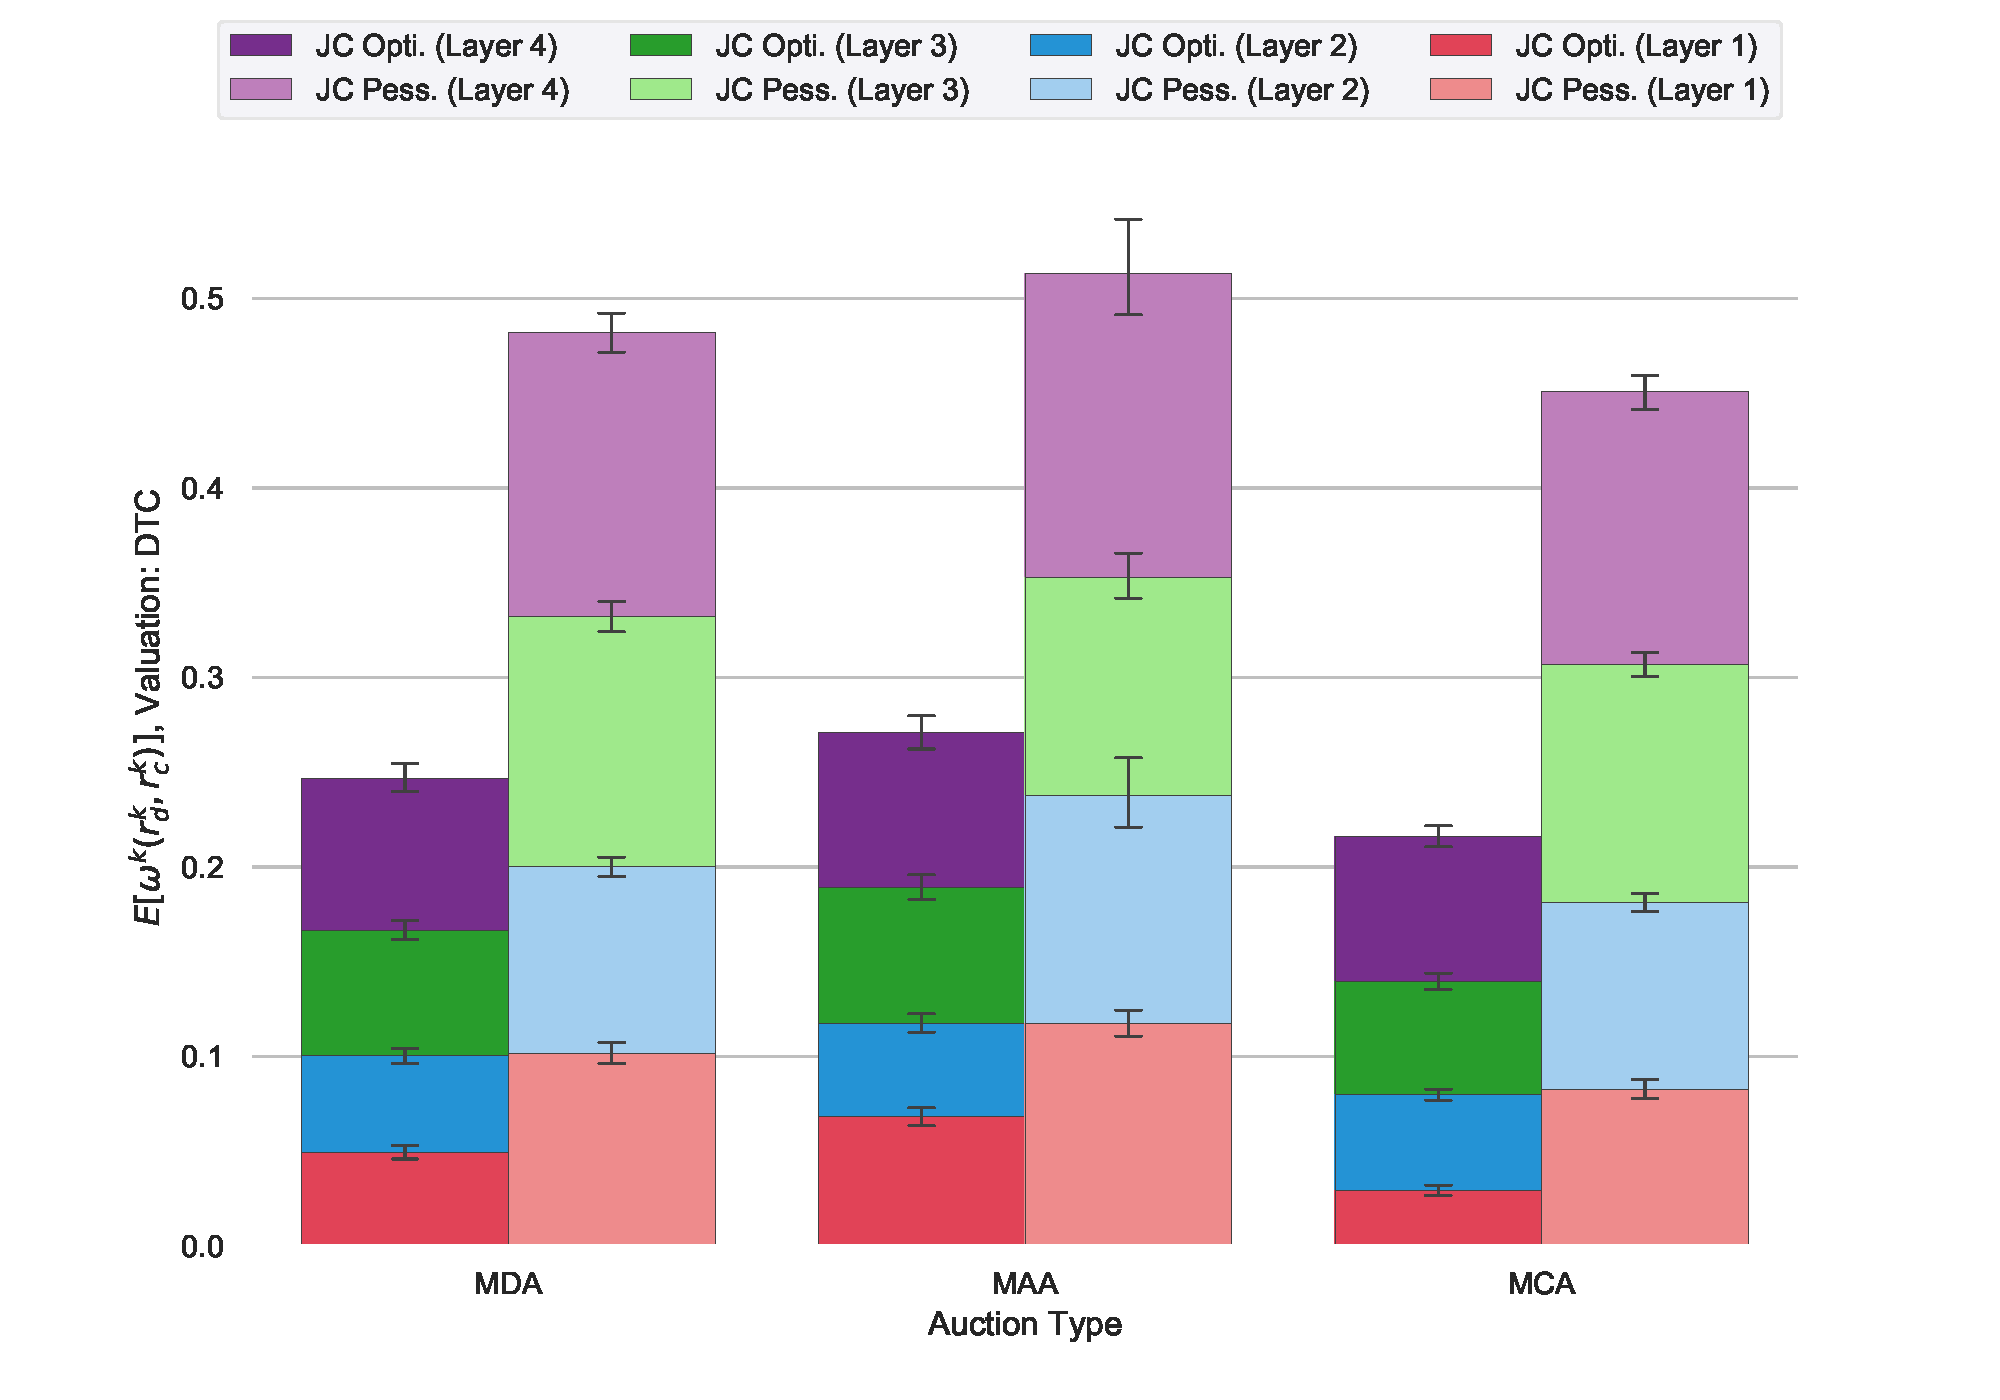 JC Opti. (Layer 4) JC Opti. (Layer 3) JC Opti. (Layer 2) JC Opti. (Layer 1)
JC Pess. (Layer 4) JC Pess. (Layer 3) JC Pess. (Layer 2) JC Pess. (Layer 1)
E[ω^k(r_d^k, r_c^k)], Valuation: DTC
0.5
0.4
0.3
0.2
0.1
0.0
MDA MAA MCA
Auction Type